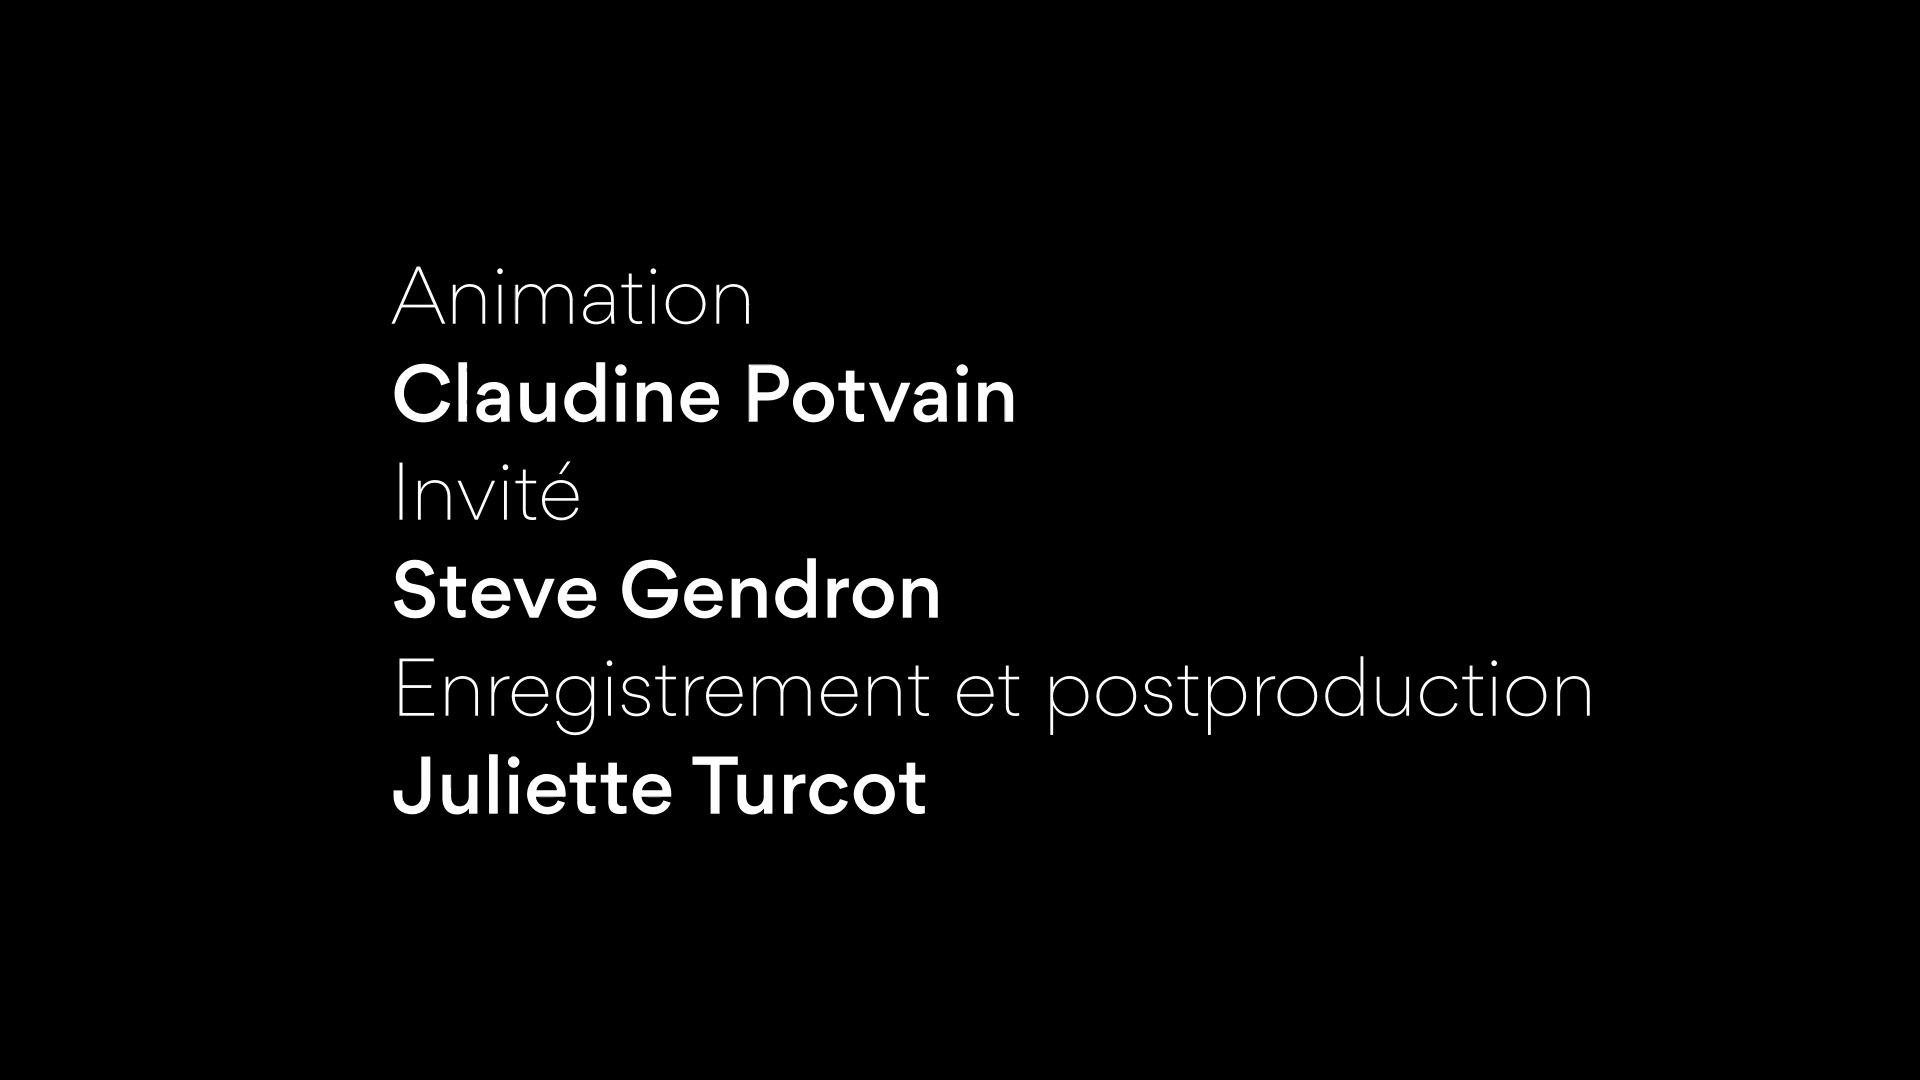 Animation
Claudine Potvain
Invité
Steve Gendron
Enregistrement et postproduction
Juliette Turcot